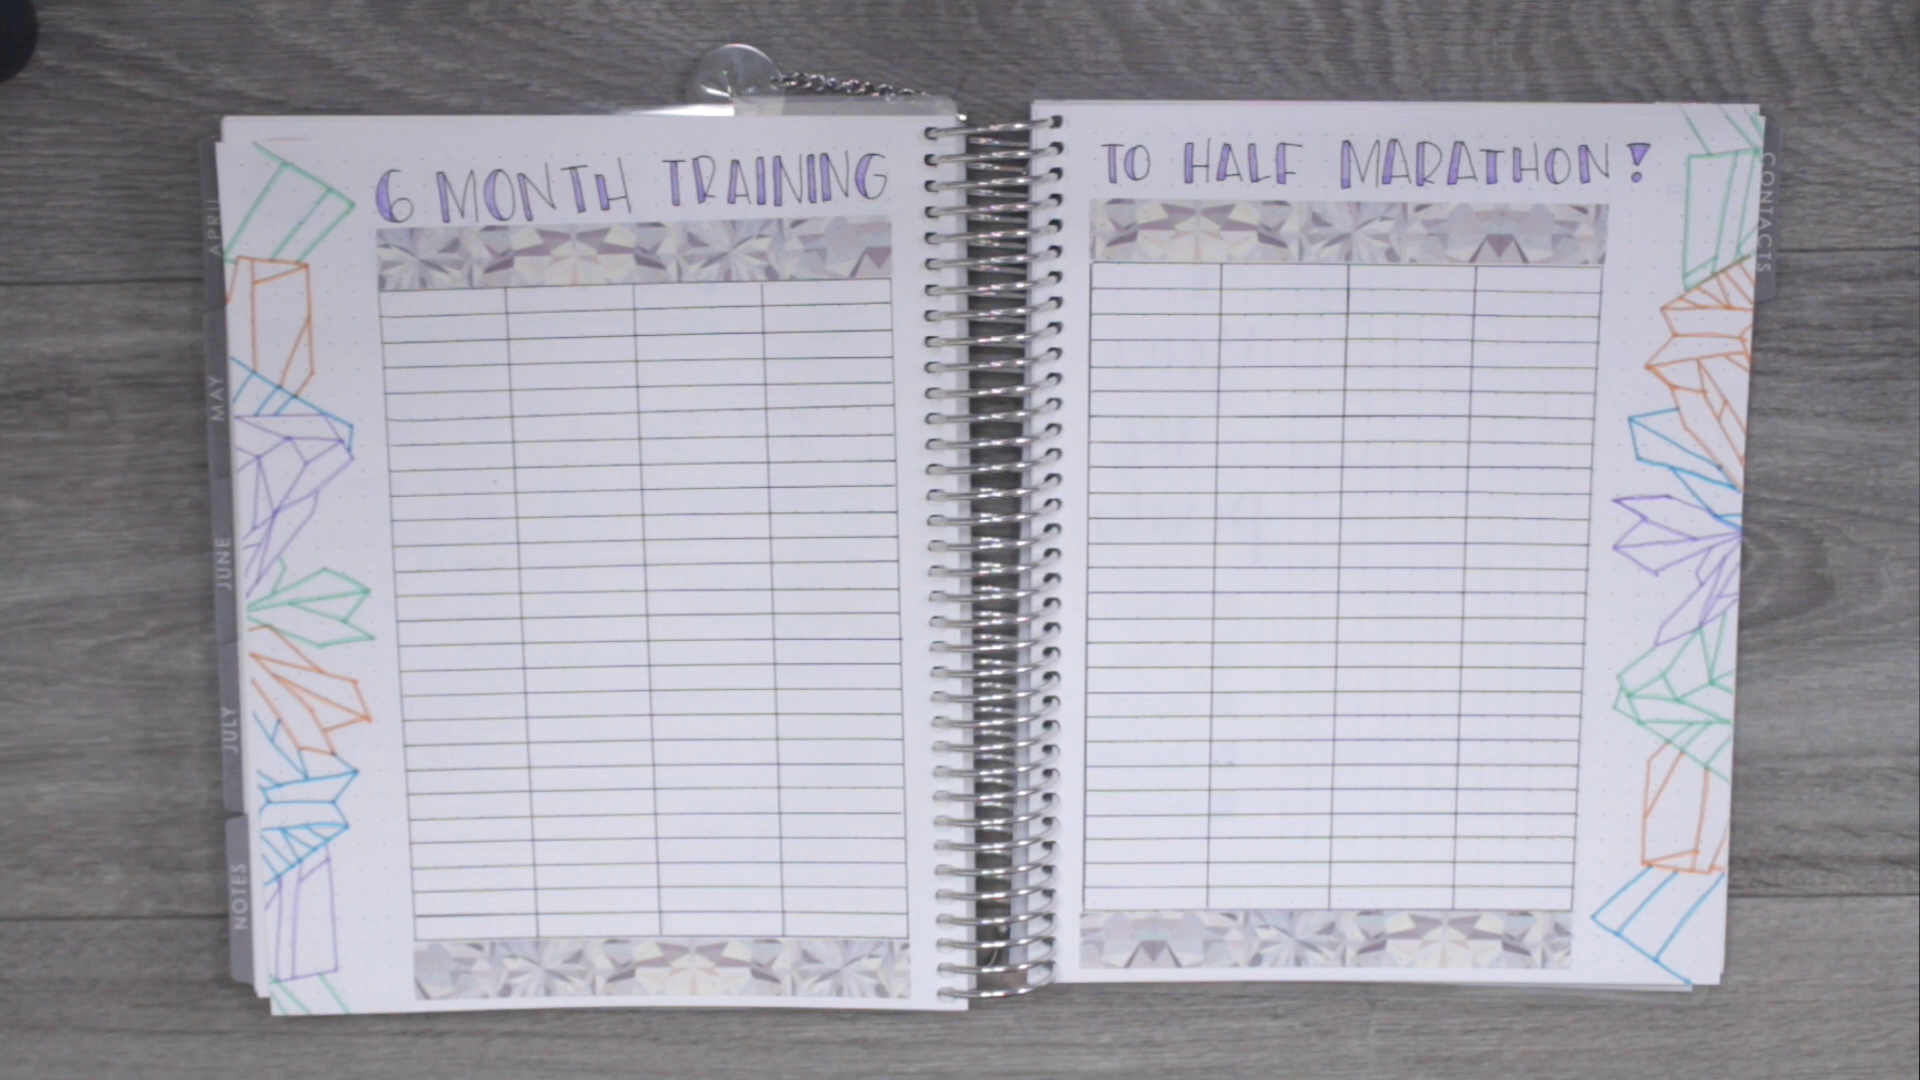 6 MONTH TRAINING
TO HALF MARATHON!
APRIL
MAY
JUNE
JULY
NOTES
CONTACTS